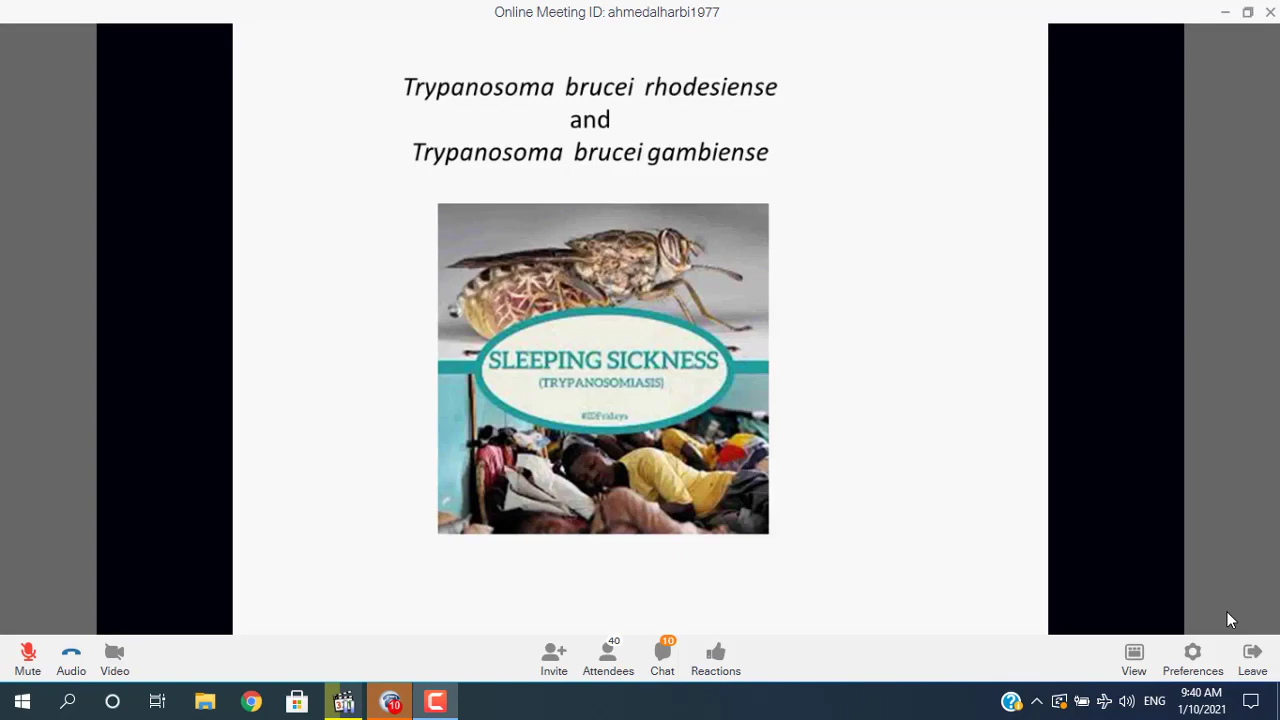 Online Meeting ID: ahmedalharbi1977
Trypanosoma brucei rhodesiense
and
Trypanosoma brucei gambiense
SLEEPING SICKNESS
(TRYPANOSOMIASIS)
40
10
Mute
Audio
Video
Invite
Attendees
Chat
Reactions
View
Preferences
Leave
10
ENG
9:40 AM
1/10/2021